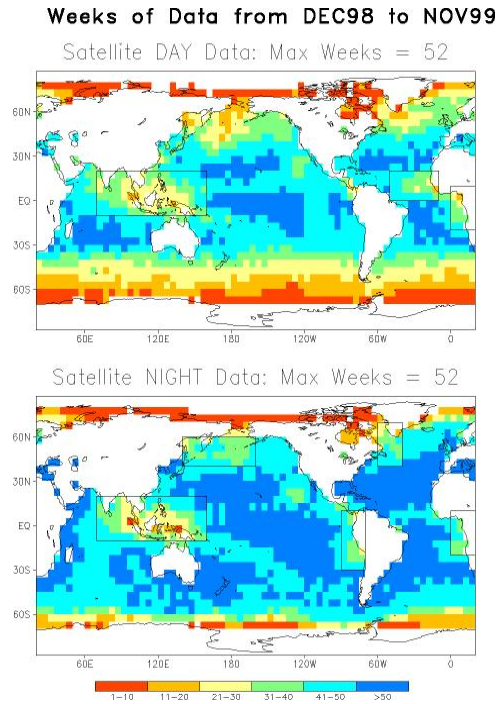 Weeks of Data from DEC98 to NOV99
Satellite DAY Data: Max Weeks = 52
60N
30N
EQ
30S
60S
60E 120E 180 120W 60W 0
Satellite NIGHT Data: Max Weeks = 52
60N
30N
EQ
30S
60S
60E 120E 180 120W 60W 0
1-10 11-20 21-30 31-40 41-50 >50